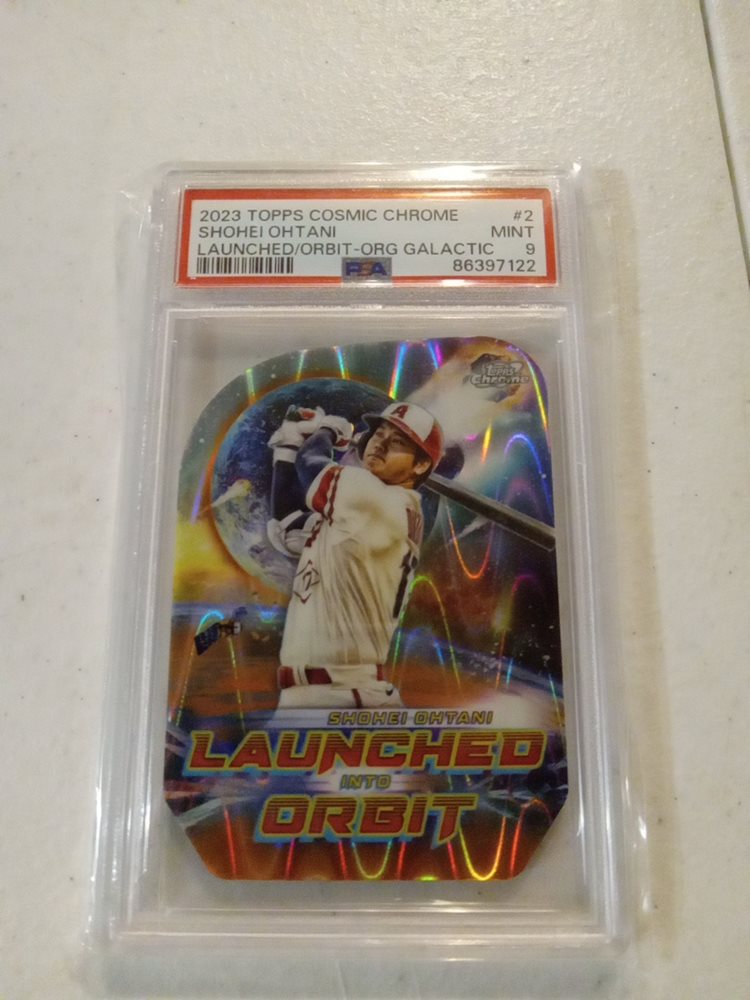 2023 TOPPS COSMIC CHROME #2
SHOHEI OHTANI MINT
LAUNCHED/ORBIT-ORG GALACTIC 9
PSA 86397122
Topps
Chrome
A
SHOHEI OHTANI
LAUNCHED
INTO
ORBIT